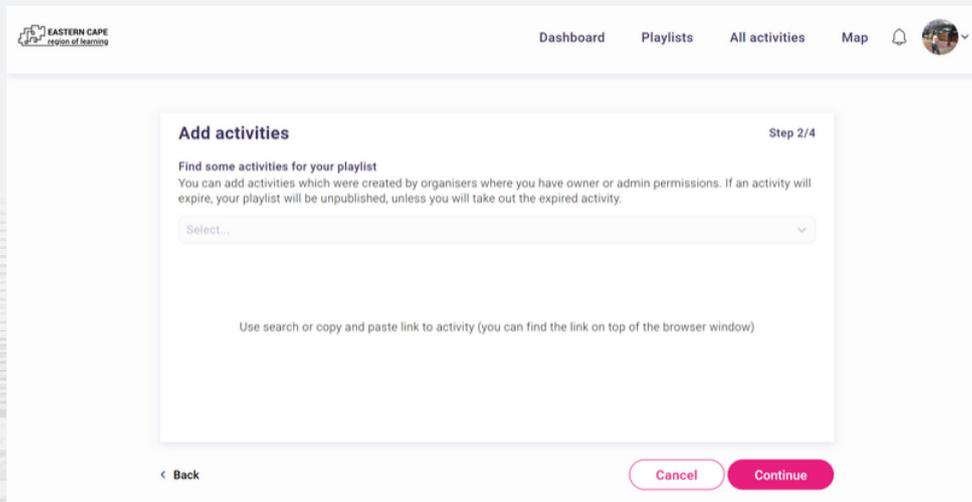 EASTERN CAPE
region of learning
Dashboard
Playlists
All activities
Map
Add activities
Step 2/4
Find some activities for your playlist
You can add activities which were created by organisers where you have owner or admin permissions. If an activity will
expire, your playlist will be unpublished, unless you will take out the expired activity.
Select...
Use search or copy and paste link to activity (you can find the link on top of the browser window)
Back
Cancel
Continue